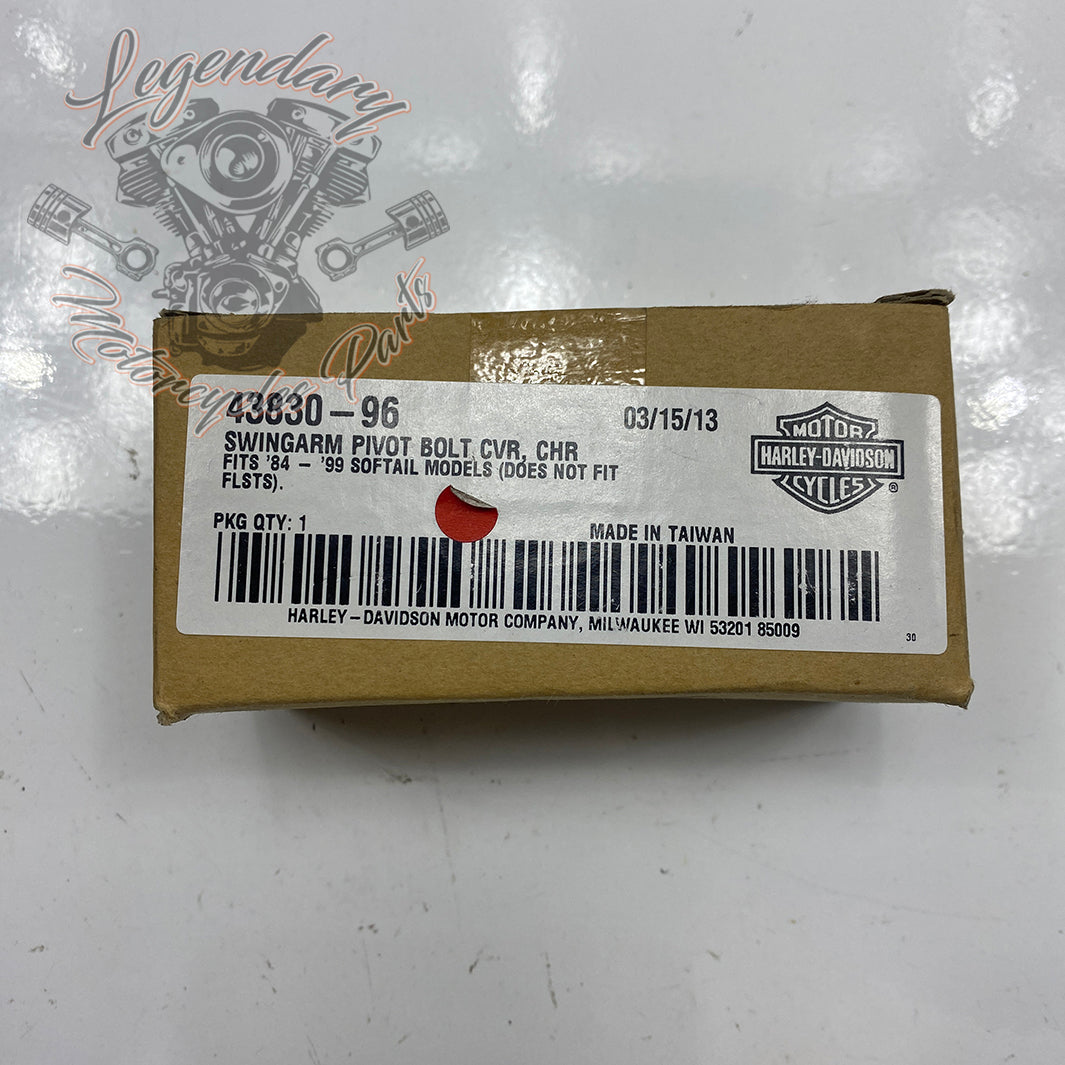 Legendary
Motorcycles Parts
43830-96
03/15/13
SWINGARM PIVOT BOLT CVR, CHR
FITS '84 - '99 SOFTAIL MODELS (DOES NOT FIT
FLSTS).
MOTOR
HARLEY-DAVIDSON
CYCLES
®
PKG QTY: 1
MADE IN TAIWAN
HARLEY-DAVIDSON MOTOR COMPANY, MILWAUKEE WI 53201 85009
30